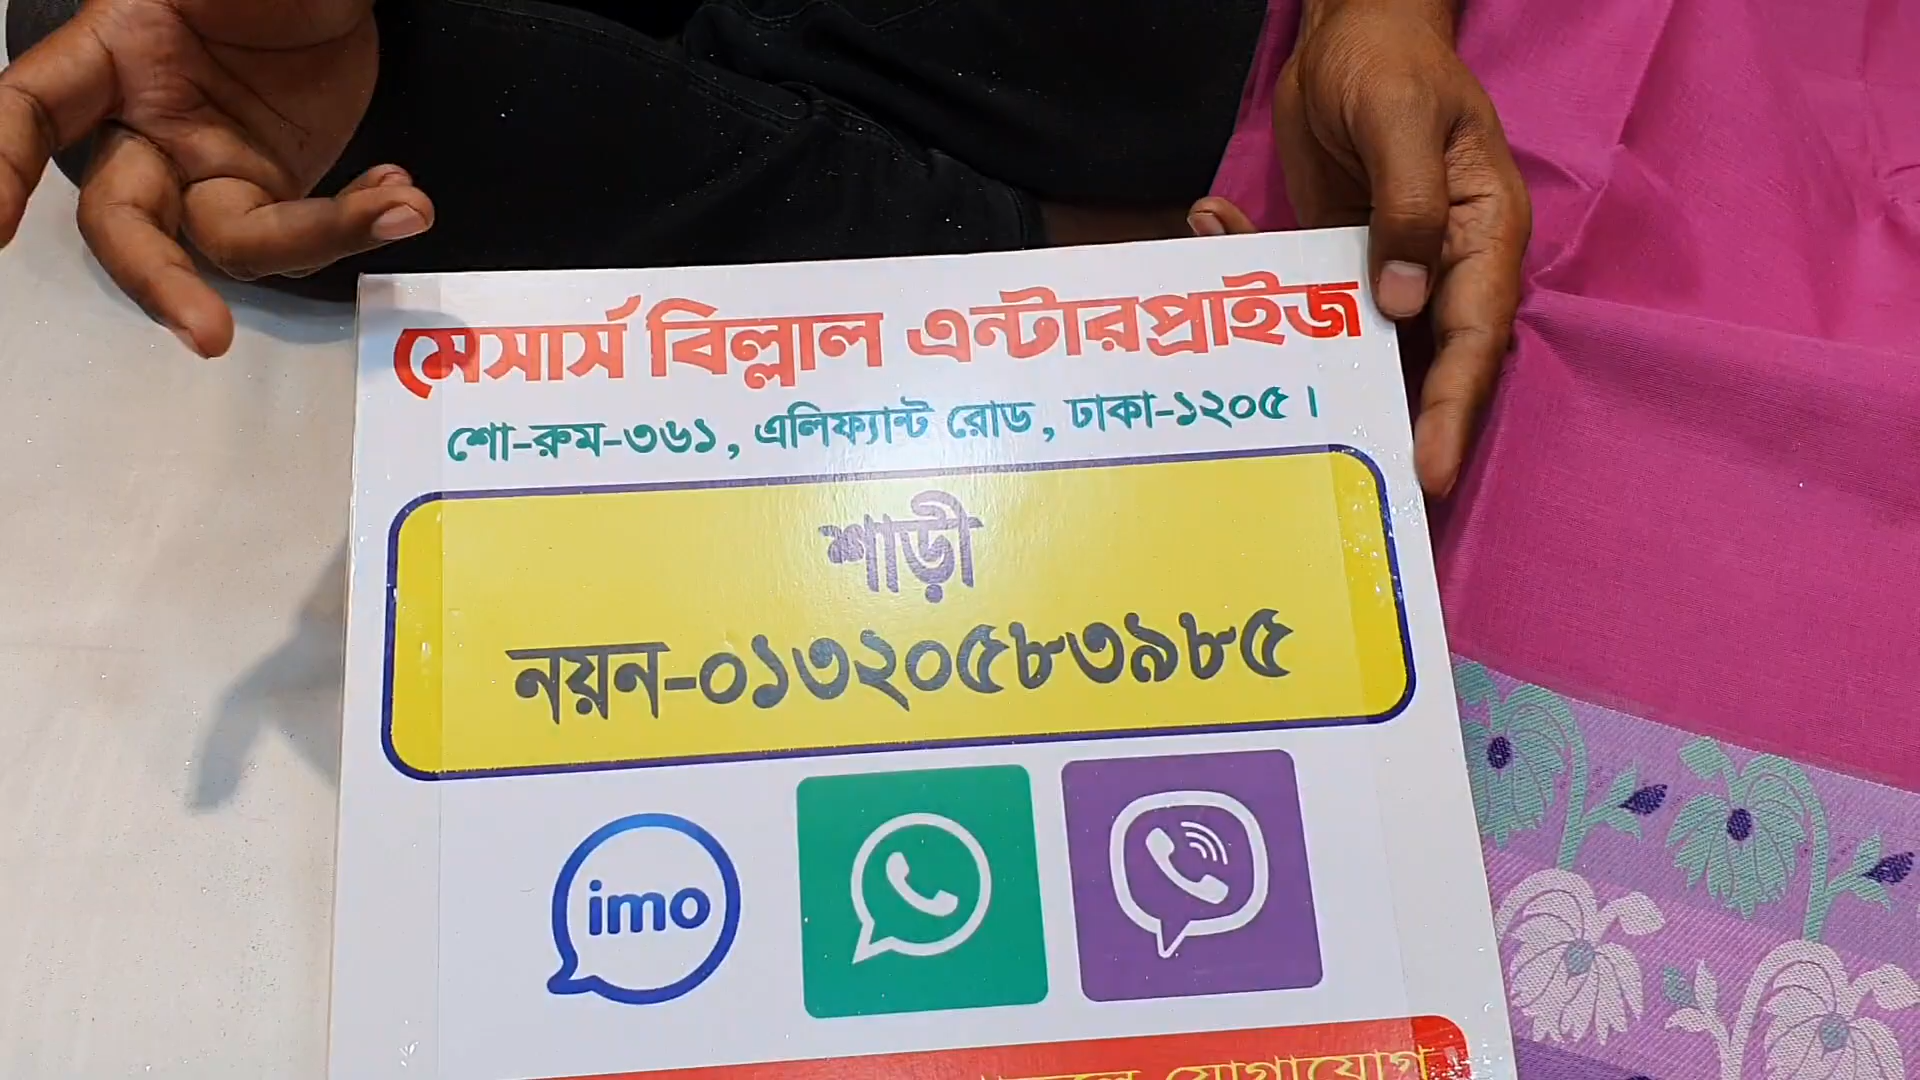 মেসার্স বিল্লাল এন্টারপ্রাইজ
শো-রুম-৩৬১, এলিফ্যান্ট রোড, ঢাকা-১২০৫।
শাড়ী
নয়ন-০১৩২০৫৮৩৯৮৫
imo
যোগাযোগ